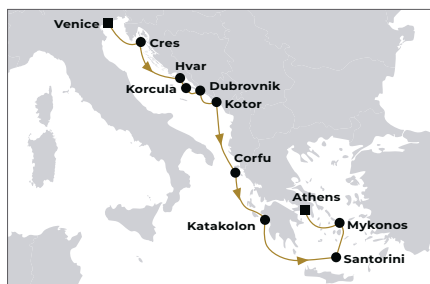 Venice
Cres
Hvar
Korcula
Dubrovnik
Kotor
Corfu
Athens
Katakolon
Mykonos
Santorini